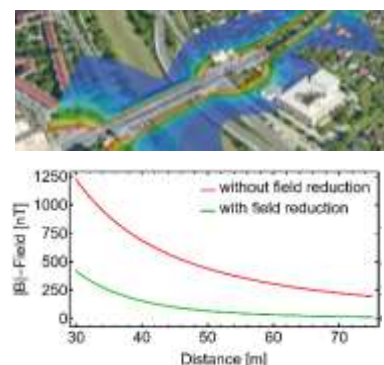 1250
1000
750
500
250
0
|B|-Field [nT]
without field reduction
with field reduction
30 40 50 60 70
Distance [m]